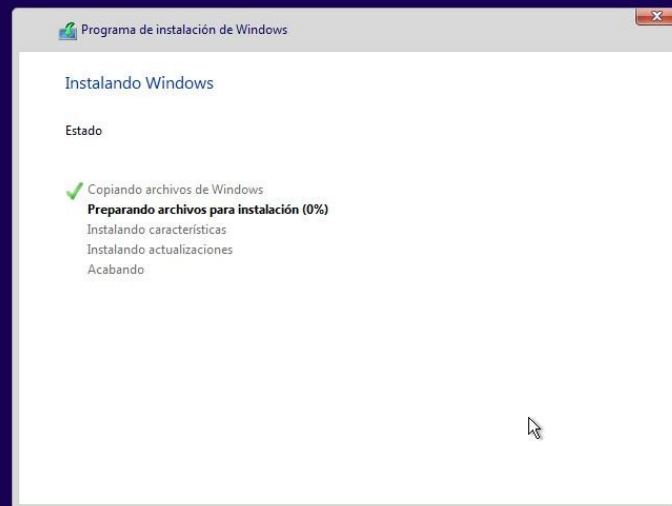 Programa de instalación de Windows
Instalando Windows
Estado
Copiando archivos de Windows
Preparando archivos para instalación (0%)
Instalando características
Instalando actualizaciones
Acabando